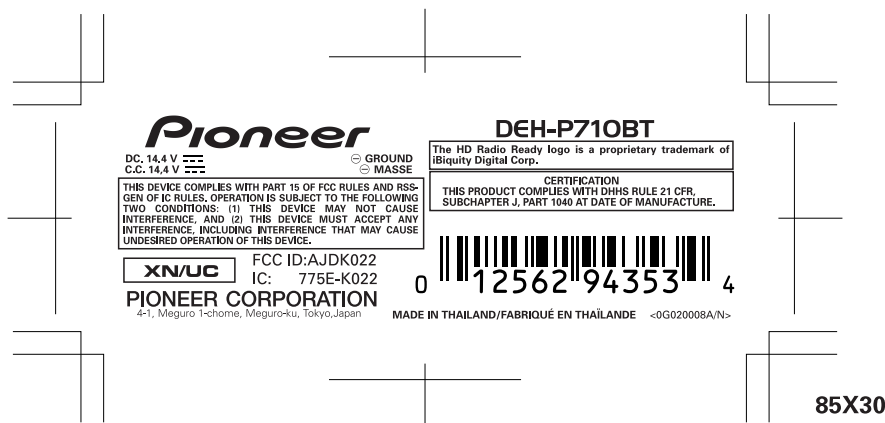 Pioneer
DC. 14,4 V
C.C. 14,4 V
⊖ GROUND
⊖ MASSE
THIS DEVICE COMPLIES WITH PART 15 OF FCC RULES AND RSS-
GEN OF IC RULES. OPERATION IS SUBJECT TO THE FOLLOWING
TWO CONDITIONS: (1) THIS DEVICE MAY NOT CAUSE
INTERFERENCE, AND (2) THIS DEVICE MUST ACCEPT ANY
INTERFERENCE, INCLUDING INTERFERENCE THAT MAY CAUSE
UNDESIRED OPERATION OF THIS DEVICE.
XN/UC
FCC ID:AJDK022
IC: 775E-K022
PIONEER CORPORATION
4-1, Meguro 1-chome, Meguro-ku, Tokyo,Japan
DEH-P710BT
The HD Radio Ready logo is a proprietary trademark of
iBiquity Digital Corp.
CERTIFICATION
THIS PRODUCT COMPLIES WITH DHHS RULE 21 CFR,
SUBCHAPTER J, PART 1040 AT DATE OF MANUFACTURE.
0 12562 94353 4
MADE IN THAILAND/FABRIQUÉ EN THAÏLANDE <0G020008A/N>
85X30